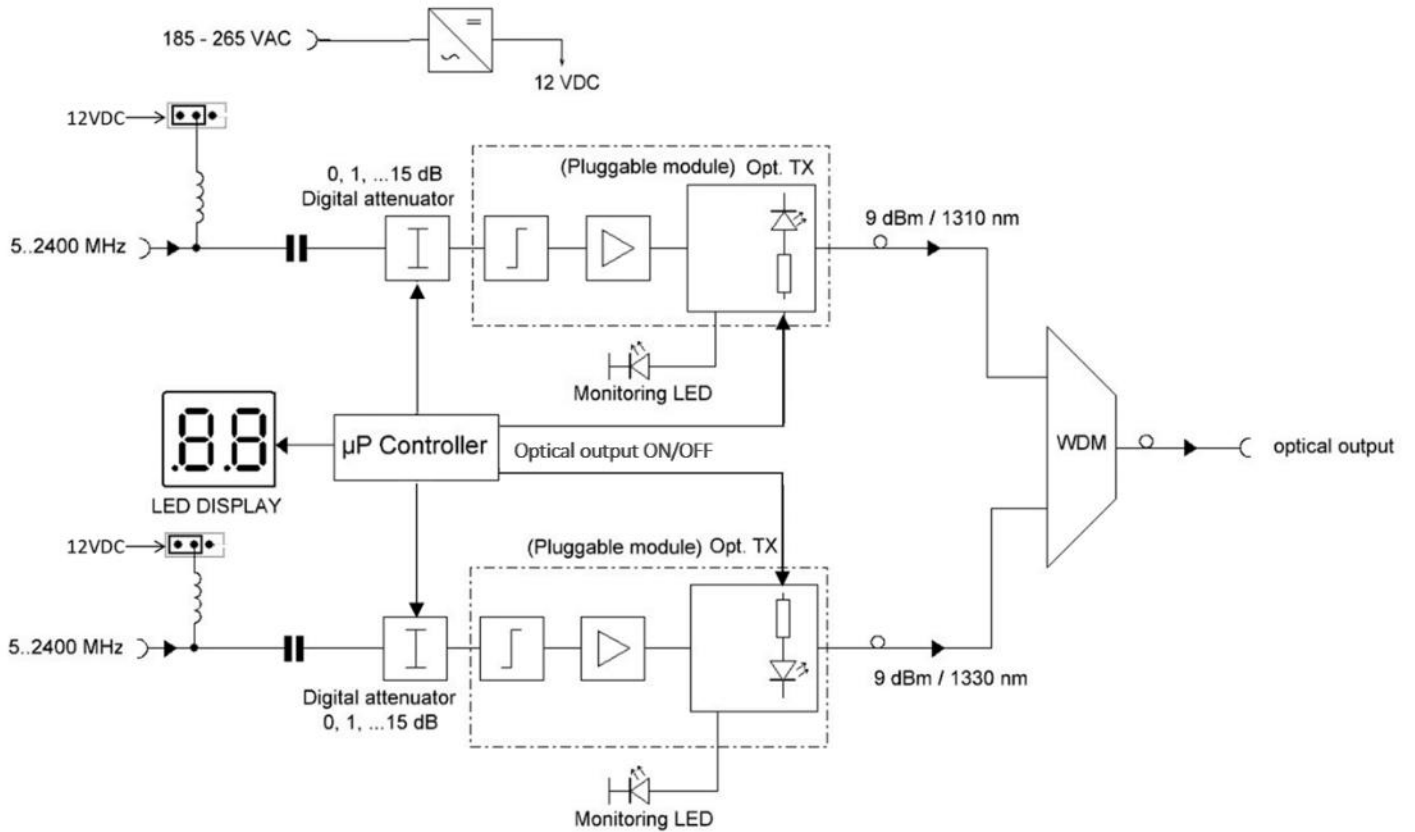 185 - 265 VAC
12 VDC
12VDC
0, 1, ...15 dB
Digital attenuator
(Pluggable module) Opt. TX
5..2400 MHz
9 dBm / 1310 nm
Monitoring LED
8.8
LED DISPLAY
µP Controller
Optical output ON/OFF
WDM
optical output
12VDC
(Pluggable module) Opt. TX
5..2400 MHz
Digital attenuator
0, 1, ...15 dB
9 dBm / 1330 nm
Monitoring LED